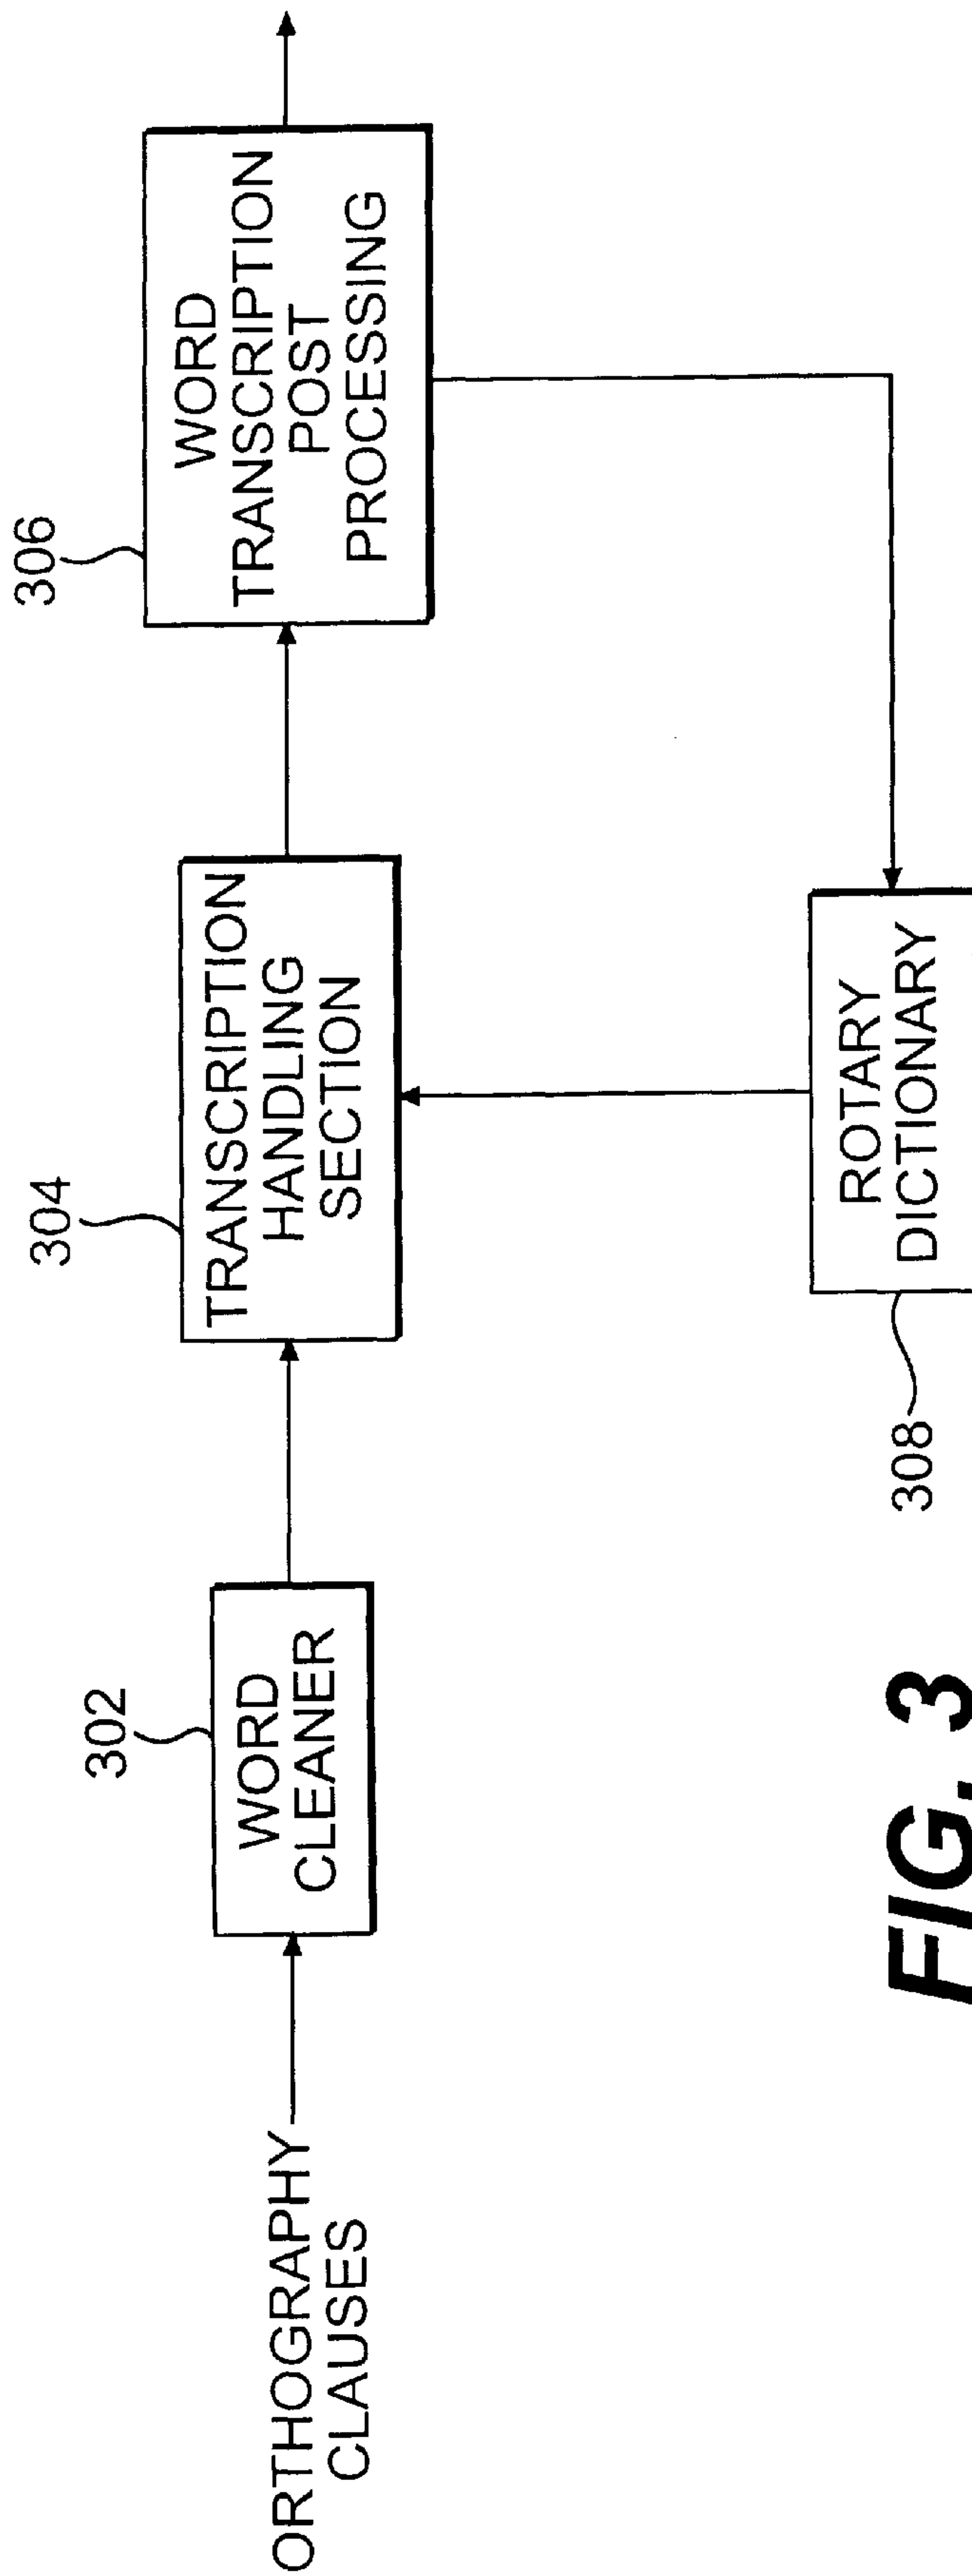 306
WORD
TRANSCRIPTION
POST
PROCESSING
304
TRANSCRIPTION
HANDLING
SECTION
302
WORD
CLEANER
ORTHOGRAPHY
CLAUSES
308
ROTARY
DICTIONARY
FIG. 3